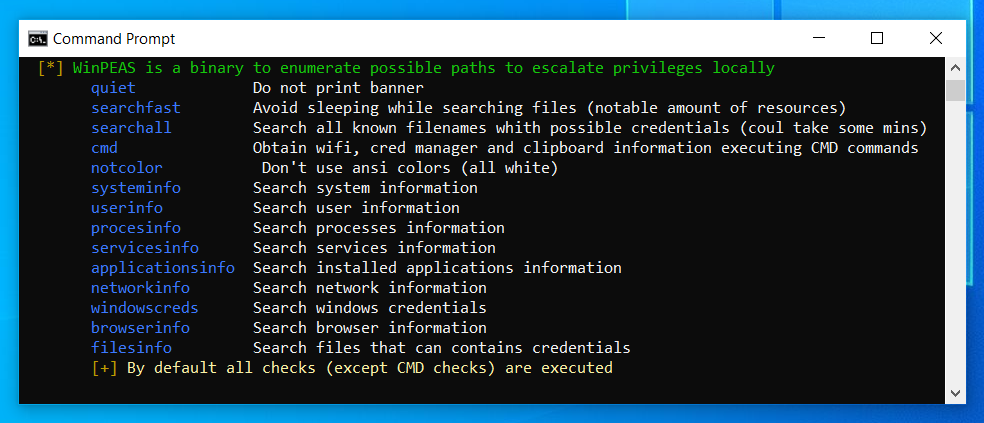 Command Prompt
[*] WinPEAS is a binary to enumerate possible paths to escalate privileges locally
quiet Do not print banner
searchfast Avoid sleeping while searching files (notable amount of resources)
searchall Search all known filenames whith possible credentials (coul take some mins)
cmd Obtain wifi, cred manager and clipboard information executing CMD commands
notcolor Don't use ansi colors (all white)
systeminfo Search system information
userinfo Search user information
procesinfo Search processes information
servicesinfo Search services information
applicationsinfo Search installed applications information
networkinfo Search network information
windowscreds Search windows credentials
browserinfo Search browser information
filesinfo Search files that can contains credentials
[+] By default all checks (except CMD checks) are executed